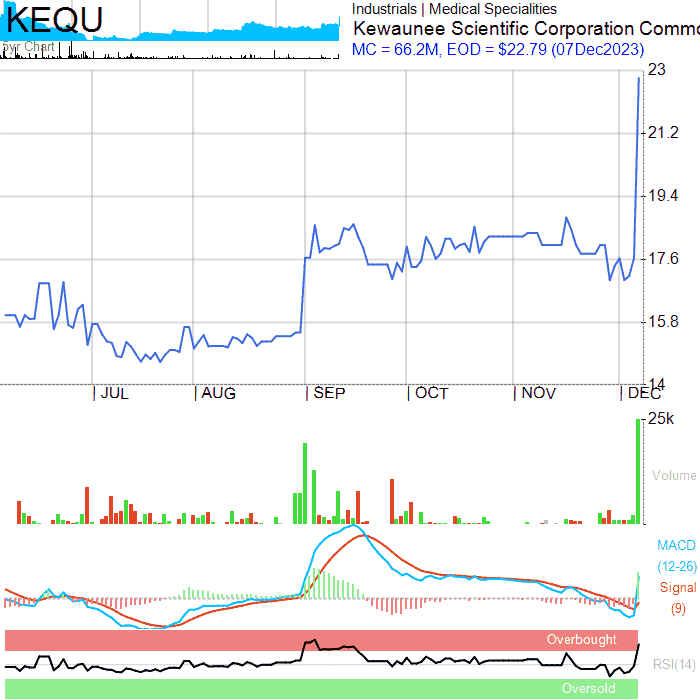 KEQU
5yr Chart
Industrials | Medical Specialities
Kewaunee Scientific Corporation Commo
MC = 66.2M, EOD = $22.79 (07Dec2023)
23
21.2
19.4
17.6
15.8
14
JUL
AUG
SEP
OCT
NOV
DEC
25k
Volume
MACD
(12-26)
Signal
(9)
Overbought
RSI(14)
Oversold